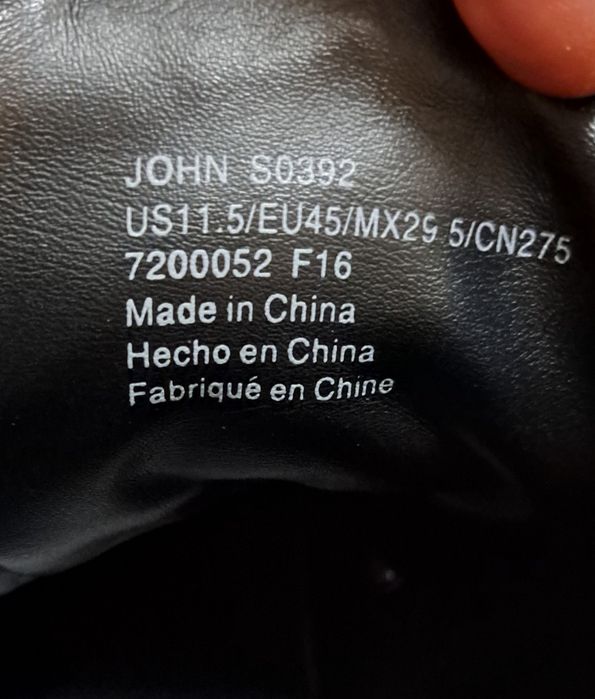 JOHN S0392
US11.5/EU45/MX29 5/CN275
7200052 F16
Made in China
Hecho en China
Fabriqué en Chine